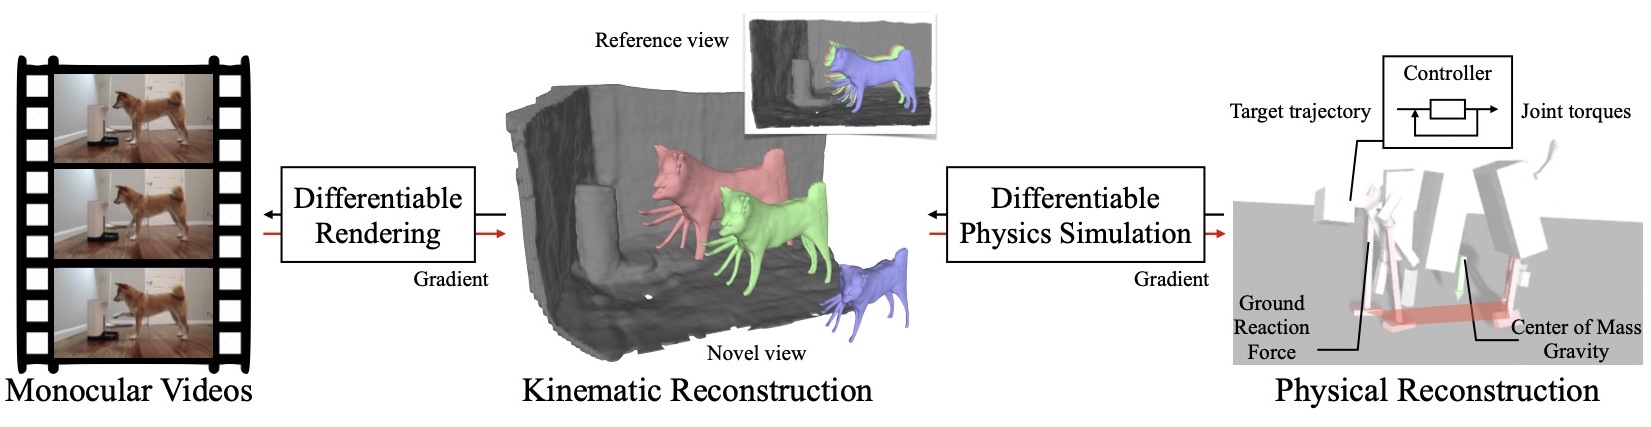 Monocular Videos
Differentiable
Rendering
Gradient
Reference view
Novel view
Kinematic Reconstruction
Differentiable
Physics Simulation
Gradient
Controller
Target trajectory
Joint torques
Ground
Reaction
Force
Center of Mass
Gravity
Physical Reconstruction